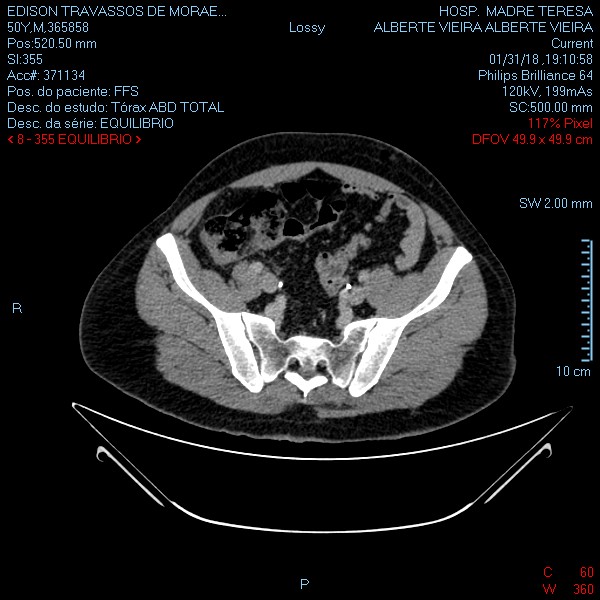 EDISON TRAVASSOS DE MORAE...
50Y,M,365858
Pos:520.50 mm
SI:355
Acc#: 371134
Pos. do paciente: FFS
Desc. do estudo: Tórax ABD TOTAL
Desc. da série: EQUILIBRIO
< 8 - 355 EQUILIBRIO >
Lossy
HOSP. MADRE TERESA
ALBERTE VIEIRA ALBERTE VIEIRA
Current
01/31/18 ,19:10:58
Philips Brilliance 64
120kV, 199mAs
SC:500.00 mm
117% Pixel
DFOV 49.9 x 49.9 cm
SW 2.00 mm
R
10 cm
P
C 60
W 360